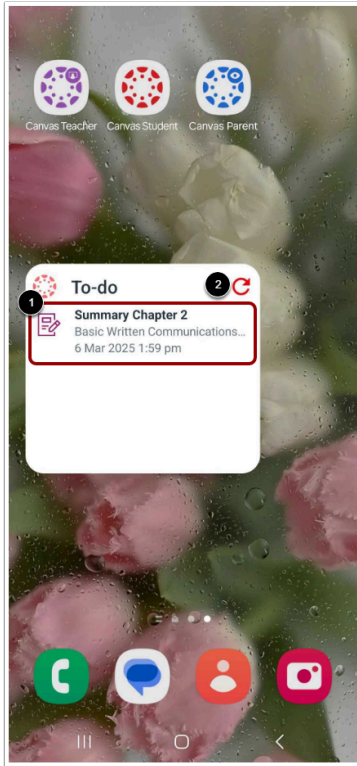 Canvas Teacher Canvas Student Canvas Parent
To-do
2
1
Summary Chapter 2
Basic Written Communications...
6 Mar 2025 1:59 pm